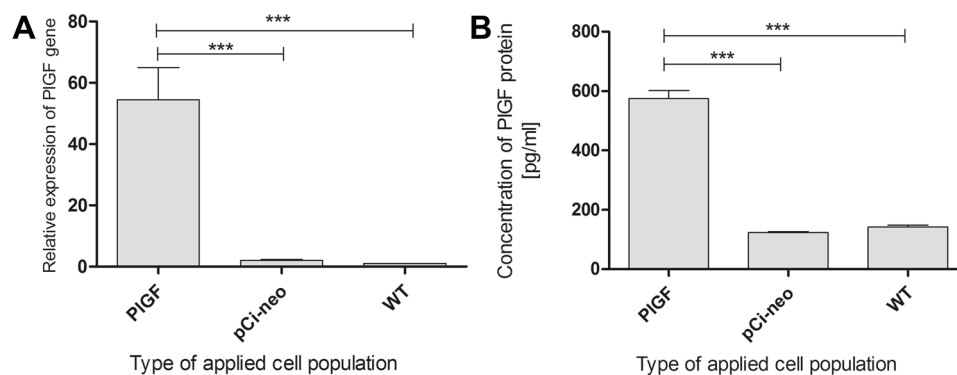 A
Relative expression of PlGF gene
80
60
40
20
0
***
***
PlGF
pCi-neo
WT
Type of applied cell population
B
Concentration of PlGF protein
[pg/ml]
800
600
400
200
0
***
***
PlGF
pCi-neo
WT
Type of applied cell population